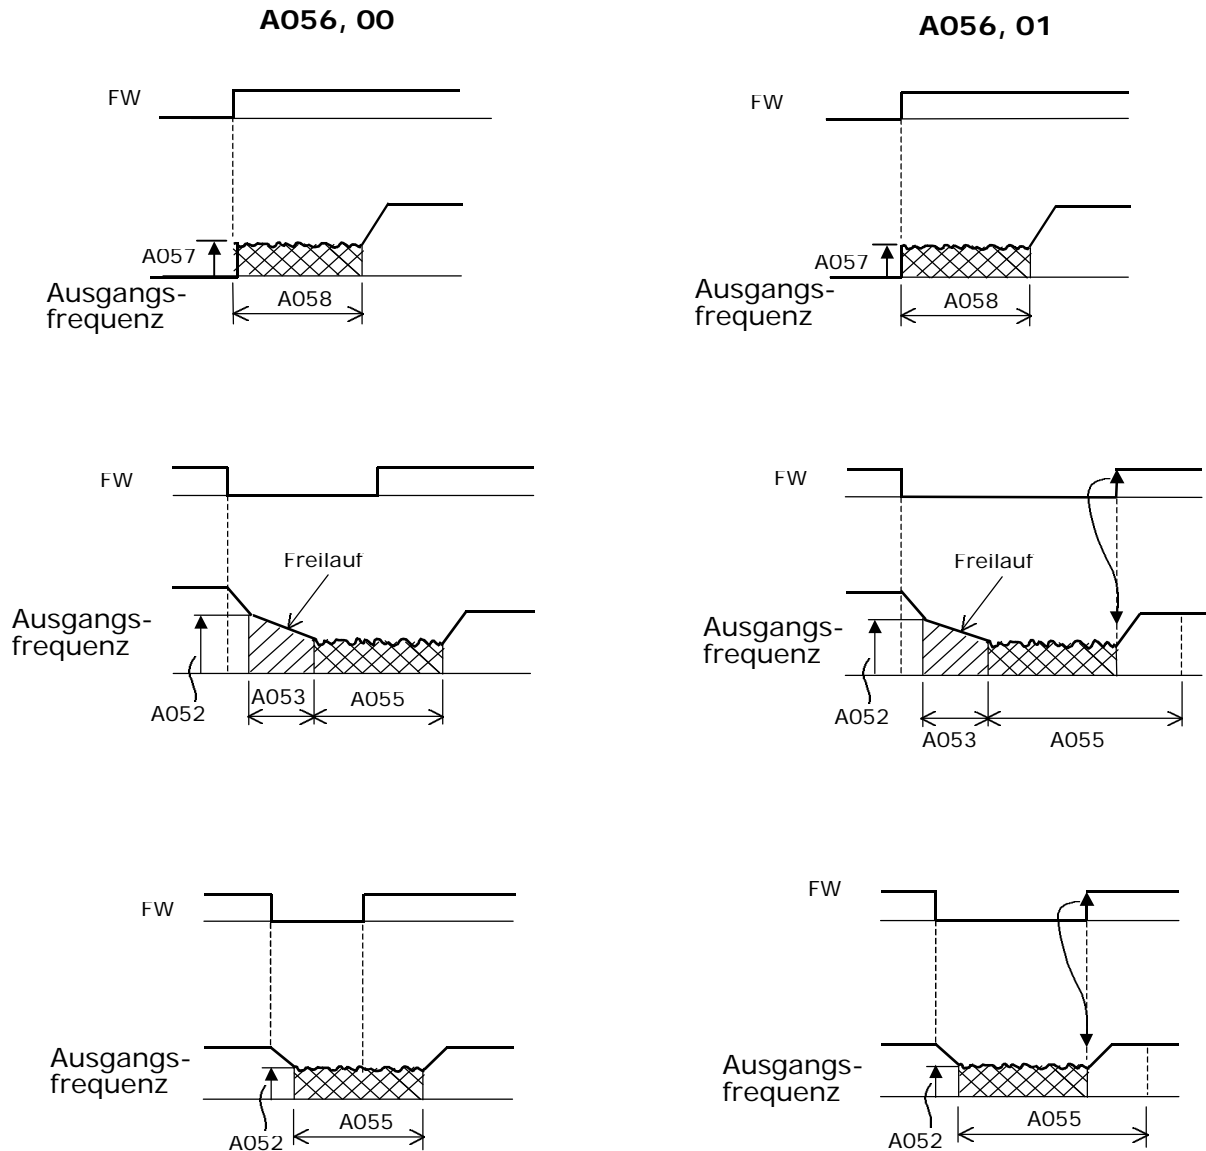 A056, 00
A056, 01
FW
FW
A057
A057
Ausgangs-
frequenz
Ausgangs-
frequenz
A058
A058
FW
FW
Freilauf
Freilauf
Ausgangs-
frequenz
Ausgangs-
frequenz
A052
A053
A055
A052
A053
A055
FW
FW
Ausgangs-
frequenz
Ausgangs-
frequenz
A052
A055
A052
A055